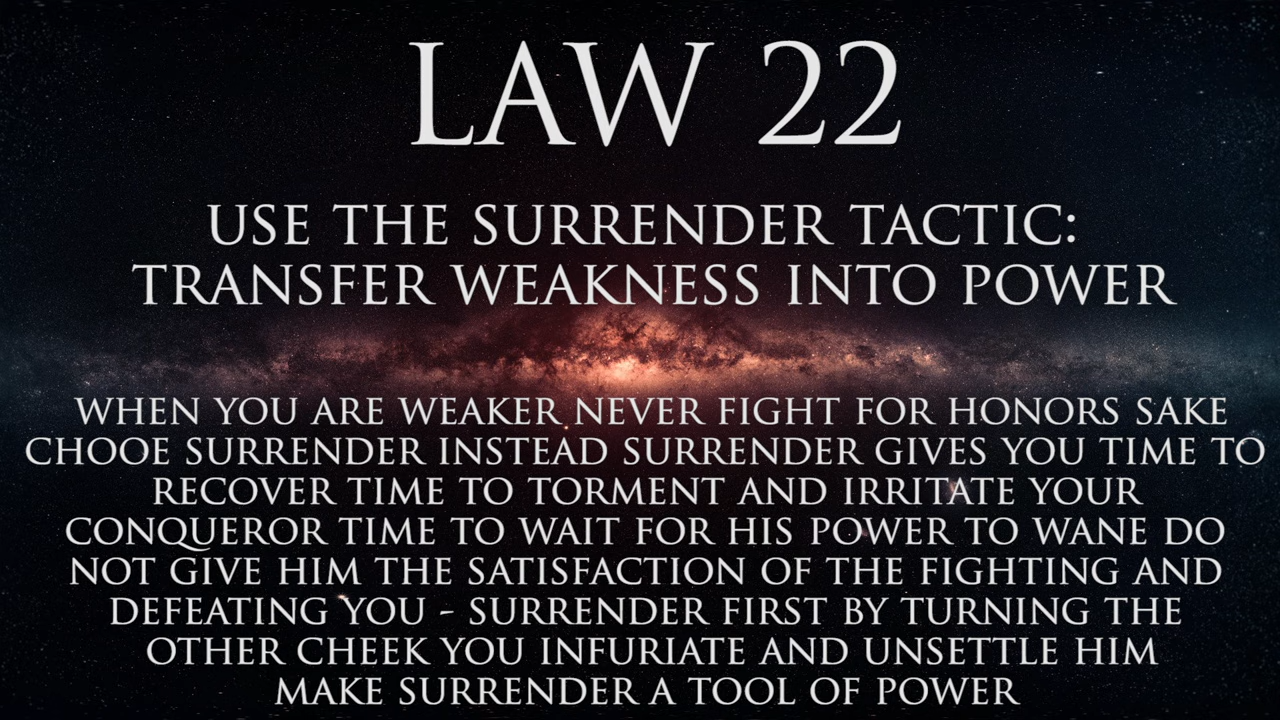 LAW 22
USE THE SURRENDER TACTIC:
TRANSFER WEAKNESS INTO POWER
WHEN YOU ARE WEAKER NEVER FIGHT FOR HONORS SAKE
CHOOE SURRENDER INSTEAD SURRENDER GIVES YOU TIME TO
RECOVER TIME TO TORMENT AND IRRITATE YOUR
CONQUEROR TIME TO WAIT FOR HIS POWER TO WANE DO
NOT GIVE HIM THE SATISFACTION OF THE FIGHTING AND
DEFEATING YOU - SURRENDER FIRST BY TURNING THE
OTHER CHEEK YOU INFURIATE AND UNSETTLE HIM
MAKE SURRENDER A TOOL OF POWER